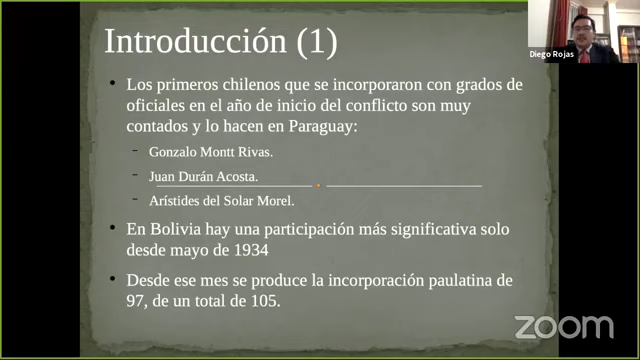 Introducción (1)
Diego Rojas
• Los primeros chilenos que se incorporaron con grados de
oficiales en el año de inicio del conflicto son muy
contados y lo hacen en Paraguay:
– Gonzalo Montt Rivas.
– Juan Durán Acosta.
– Arístides del Solar Morel.
• En Bolivia hay una participación más significativa solo
desde mayo de 1934
• Desde ese mes se produce la incorporación paulatina de
97, de un total de 105.
zoom